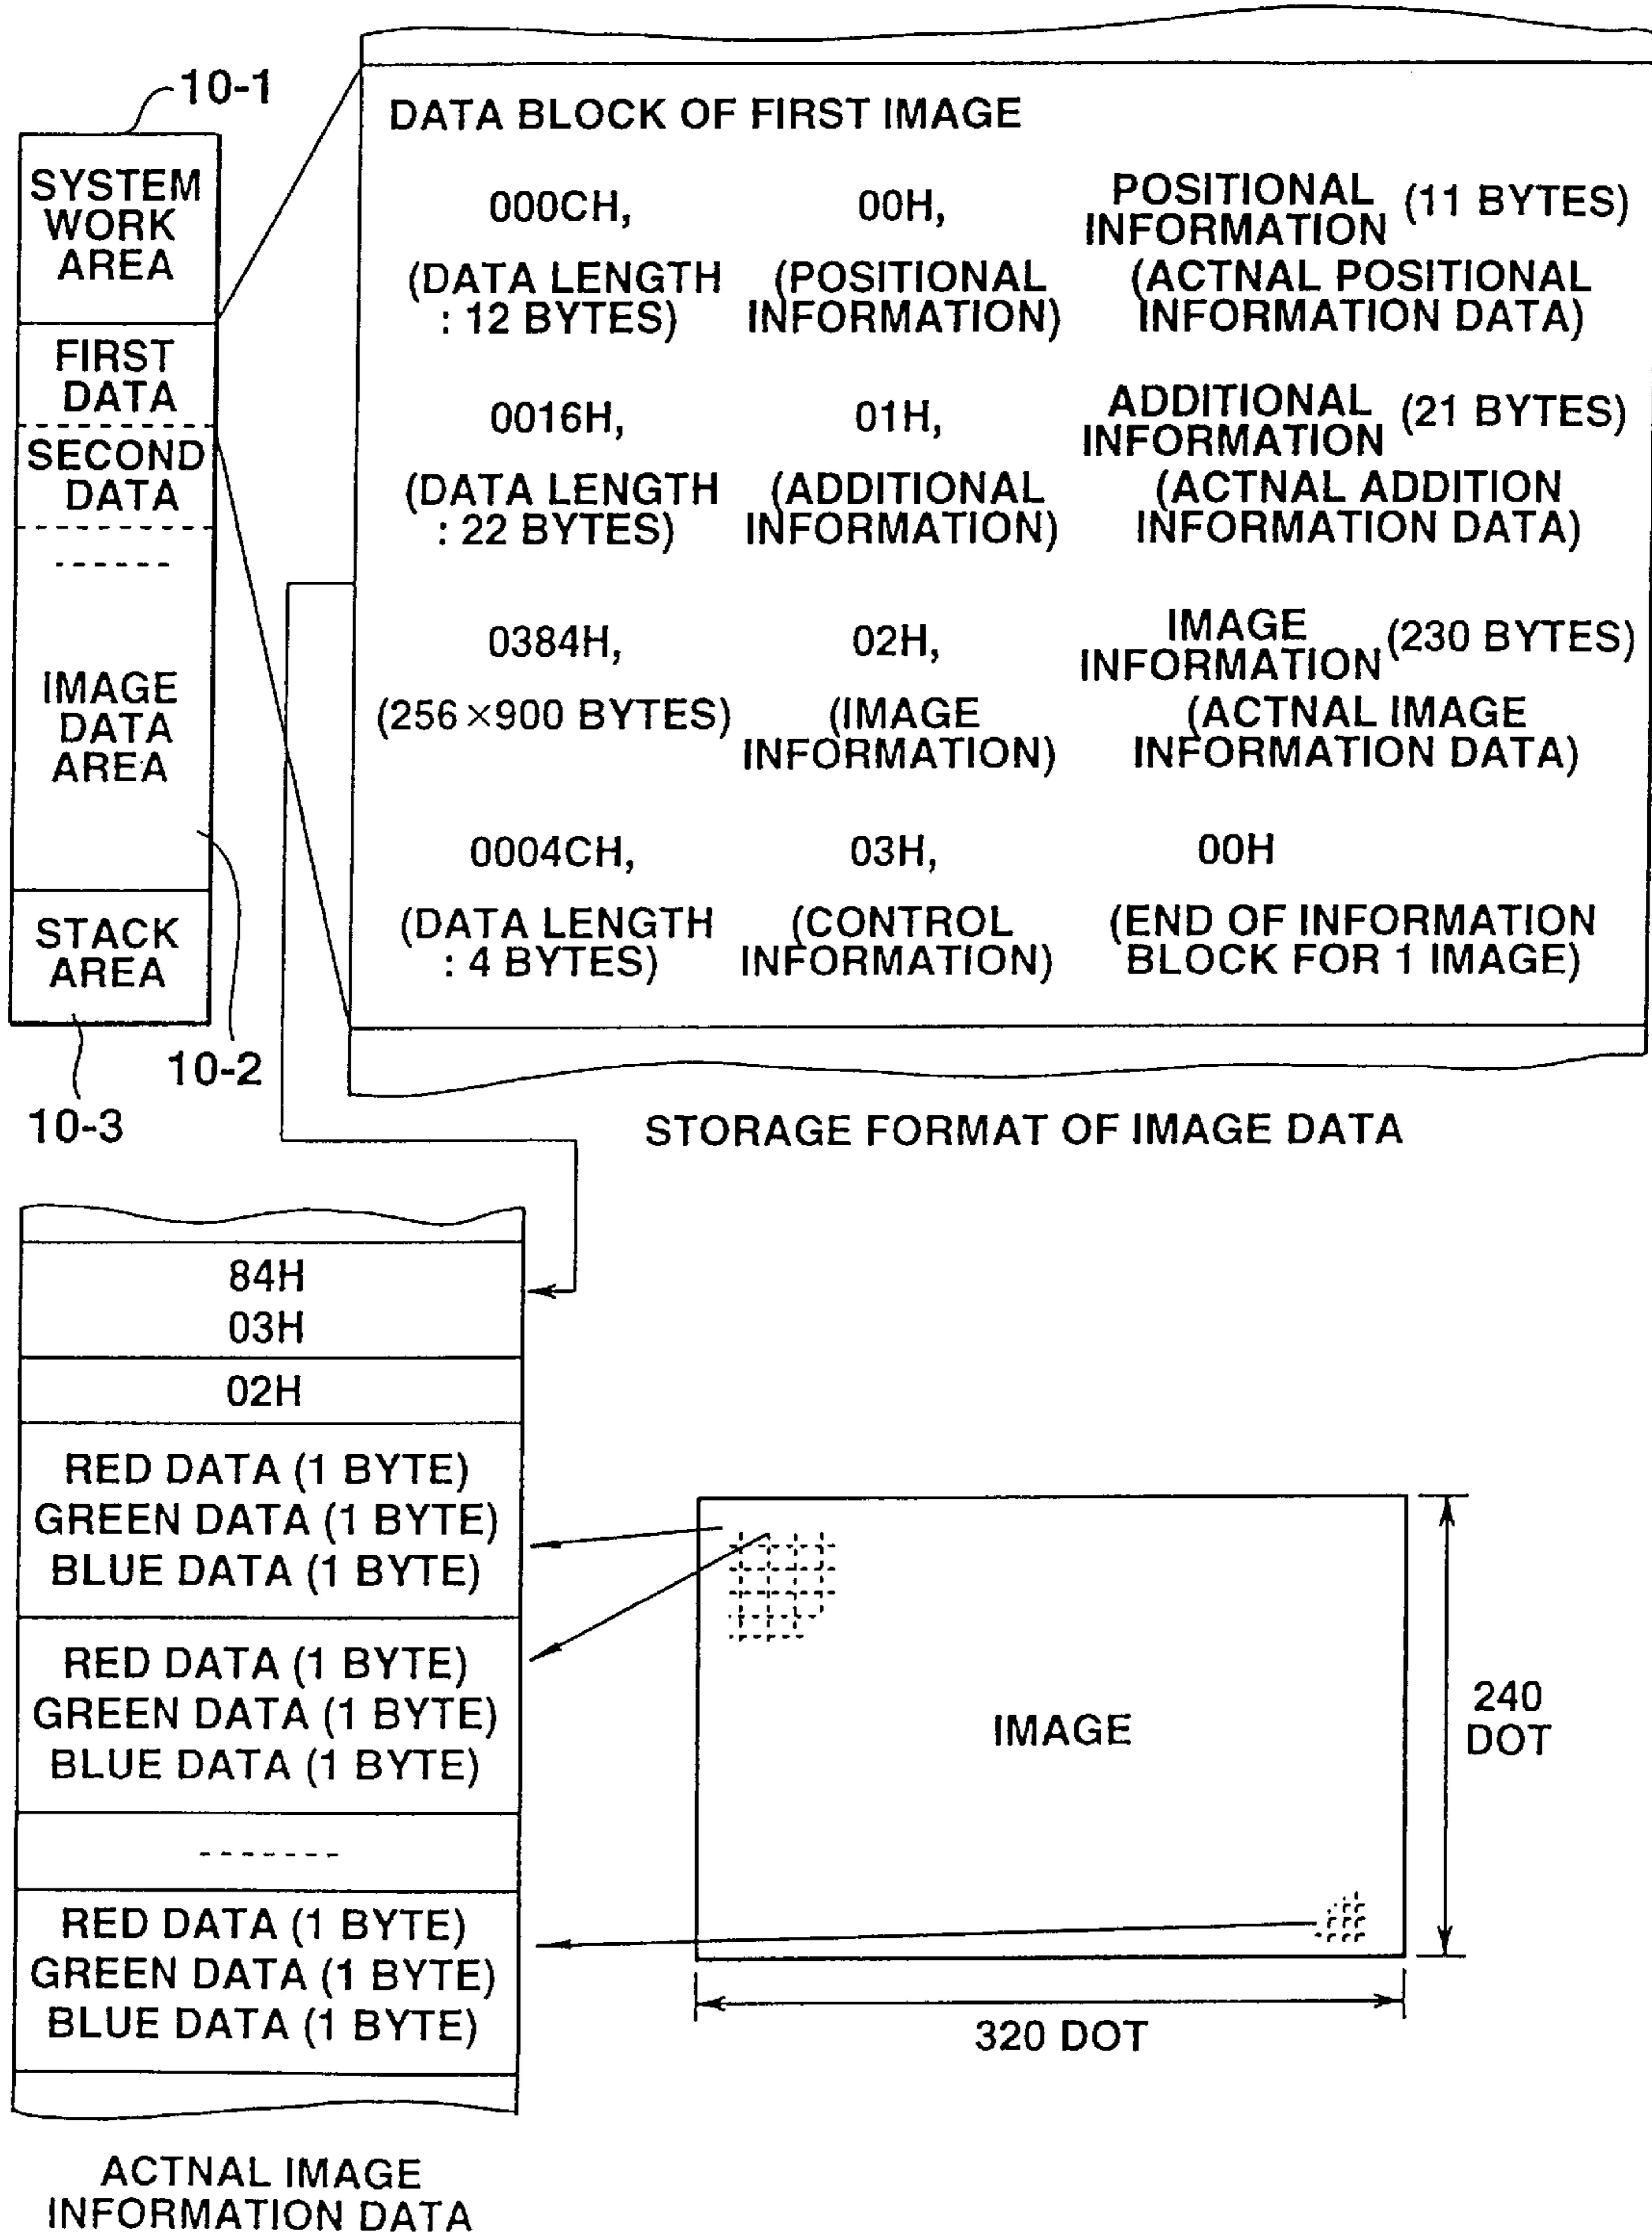 10-1
SYSTEM
WORK
AREA
FIRST
DATA
SECOND
DATA
IMAGE
DATA
AREA
STACK
AREA
10-2
10-3
DATA BLOCK OF FIRST IMAGE
000CH, 00H, POSITIONAL INFORMATION (11 BYTES)
(DATA LENGTH : 12 BYTES) (POSITIONAL INFORMATION) (ACTNAL POSITIONAL INFORMATION DATA)
0016H, 01H, ADDITIONAL INFORMATION (21 BYTES)
(DATA LENGTH : 22 BYTES) (ADDITIONAL INFORMATION) (ACTNAL ADDITION INFORMATION DATA)
0384H, 02H, IMAGE INFORMATION (230 BYTES)
(256×900 BYTES) (IMAGE INFORMATION) (ACTNAL IMAGE INFORMATION DATA)
0004CH, 03H, 00H
(DATA LENGTH : 4 BYTES) (CONTROL INFORMATION) (END OF INFORMATION BLOCK FOR 1 IMAGE)
STORAGE FORMAT OF IMAGE DATA
84H
03H
02H
RED DATA (1 BYTE)
GREEN DATA (1 BYTE)
BLUE DATA (1 BYTE)
RED DATA (1 BYTE)
GREEN DATA (1 BYTE)
BLUE DATA (1 BYTE)
RED DATA (1 BYTE)
GREEN DATA (1 BYTE)
BLUE DATA (1 BYTE)
IMAGE
240
DOT
320 DOT
ACTNAL IMAGE
INFORMATION DATA